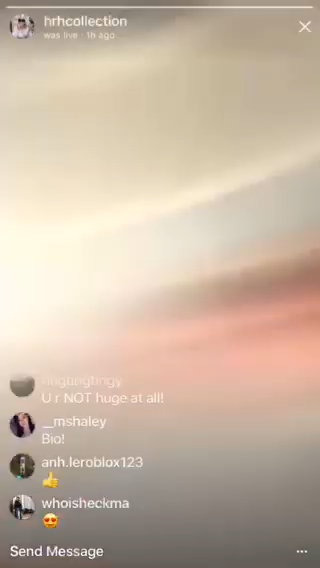 hrhcollection
was live · 1h ago
U r NOT huge at all!
__mshaley
Bio!
anh.leroblox123
👍
whoisheckma
😍
Send Message